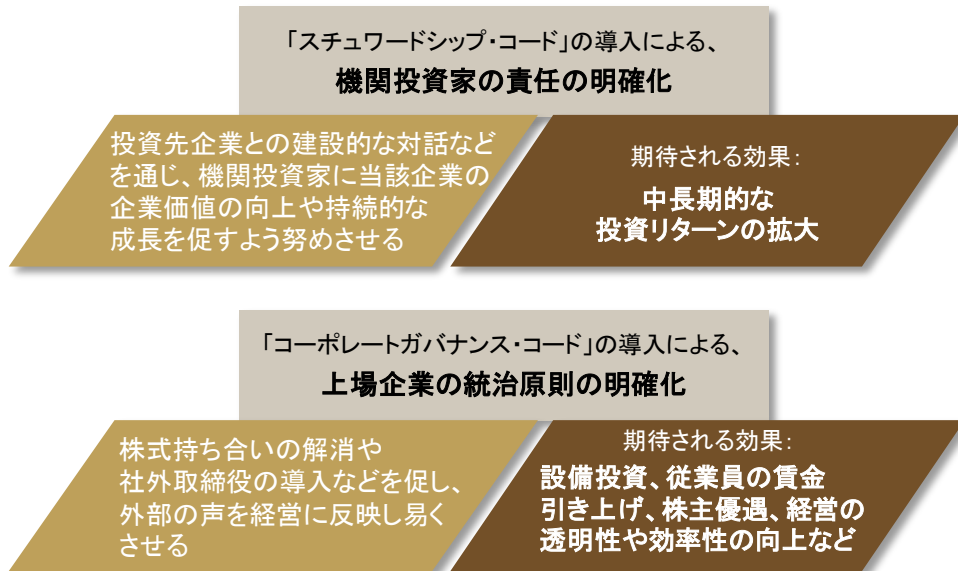 「スチュワードシップ・コード」の導入による、
機関投資家の責任の明確化
投資先企業との建設的な対話など
を通じ、機関投資家に当該企業の
企業価値の向上や持続的な
成長を促すよう努めさせる
期待される効果：
中長期的な
投資リターンの拡大
「コーポレートガバナンス・コード」の導入による、
上場企業の統治原則の明確化
株式持ち合いの解消や
社外取締役の導入などを促し、
外部の声を経営に反映し易く
させる
期待される効果：
設備投資、従業員の賃金
引き上げ、株主優遇、経営の
透明性や効率性の向上など